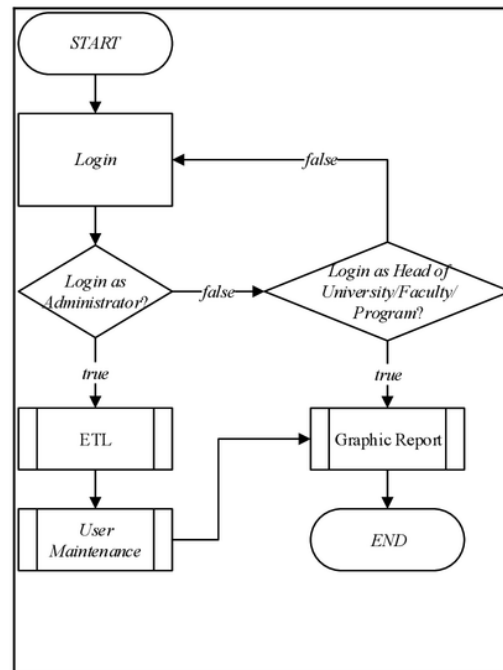 START
Login
false
Login as
Administrator?
false
Login as Head of
University/Faculty/
Program?
true
true
ETL
Graphic Report
User
Maintenance
END